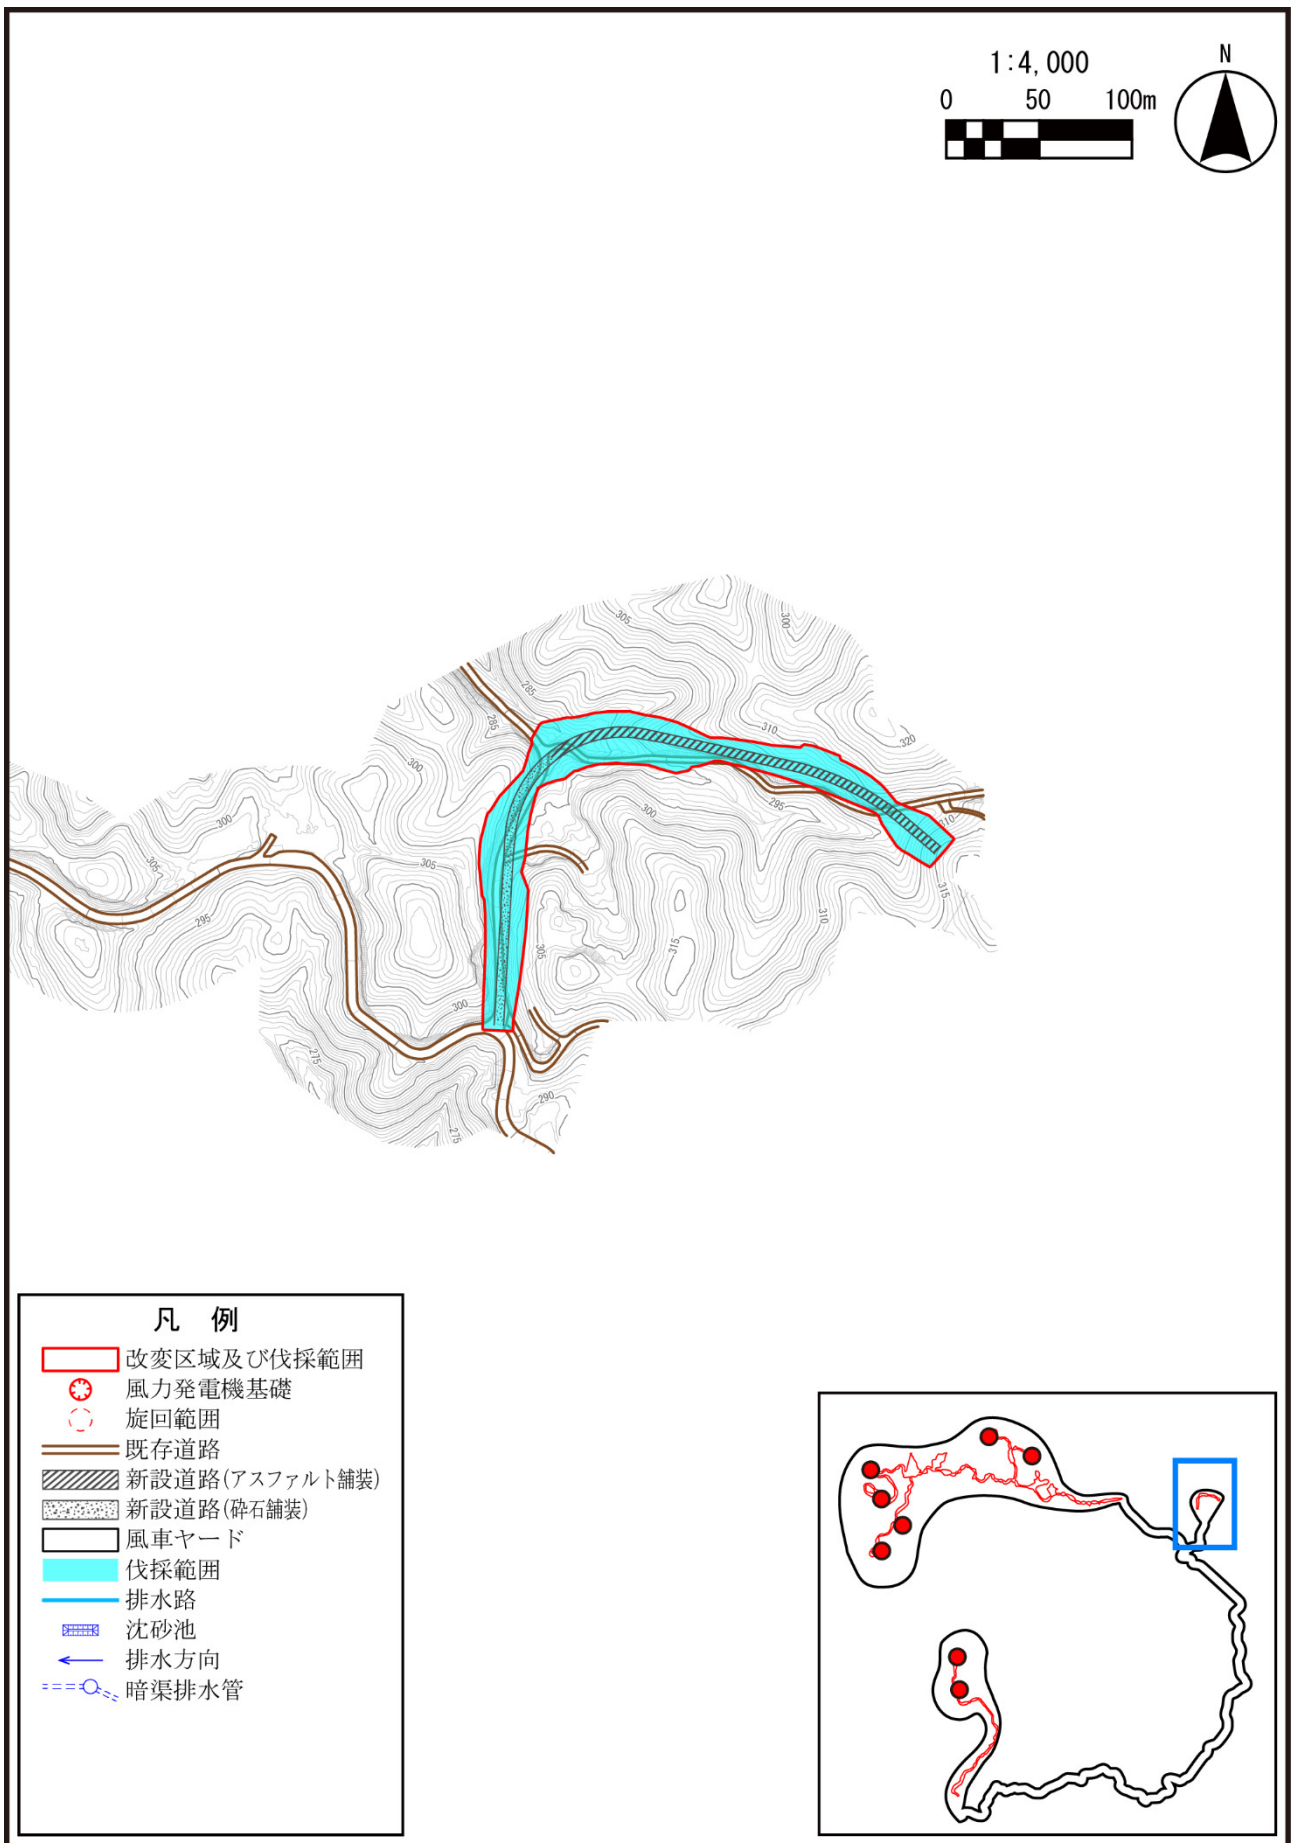 1:4,000
0 50 100m
N
305
300
285
285
310
320
300
295
300
310
300
305
305
295
310
315
305
315
300
275
290
275
凡 例
改変区域及び伐採範囲
風力発電機基礎
旋回範囲
既存道路
新設道路(アスファルト舗装)
新設道路(砕石舗装)
風車ヤード
伐採範囲
排水路
沈砂池
排水方向
暗渠排水管